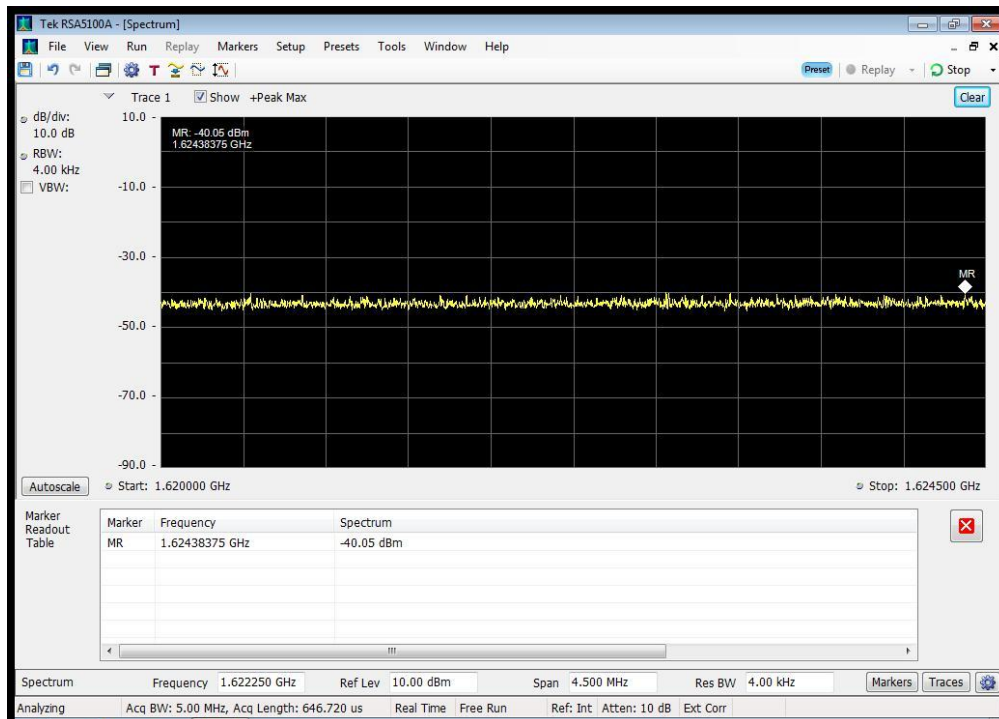 Tek RSA5100A - [Spectrum]
File View Run Replay Markers Setup Presets Tools Window Help
T Preset Replay Stop
Trace 1 Show +Peak Max Clear
dB/div:
10.0 dB
RBW:
4.00 kHz
VBW:
10.0
-10.0
-30.0
-50.0
-70.0
-90.0
MR: -40.05 dBm
1.62438375 GHz
MR
Autoscale Start: 1.620000 GHz Stop: 1.624500 GHz
Marker
Readout
Table
Marker Frequency Spectrum
MR 1.62438375 GHz -40.05 dBm
Spectrum Frequency 1.622250 GHz Ref Lev 10.00 dBm Span 4.500 MHz Res BW 4.00 kHz Markers Traces
Analyzing Acq BW: 5.00 MHz, Acq Length: 646.720 us Real Time Free Run Ref: Int Atten: 10 dB Ext Corr